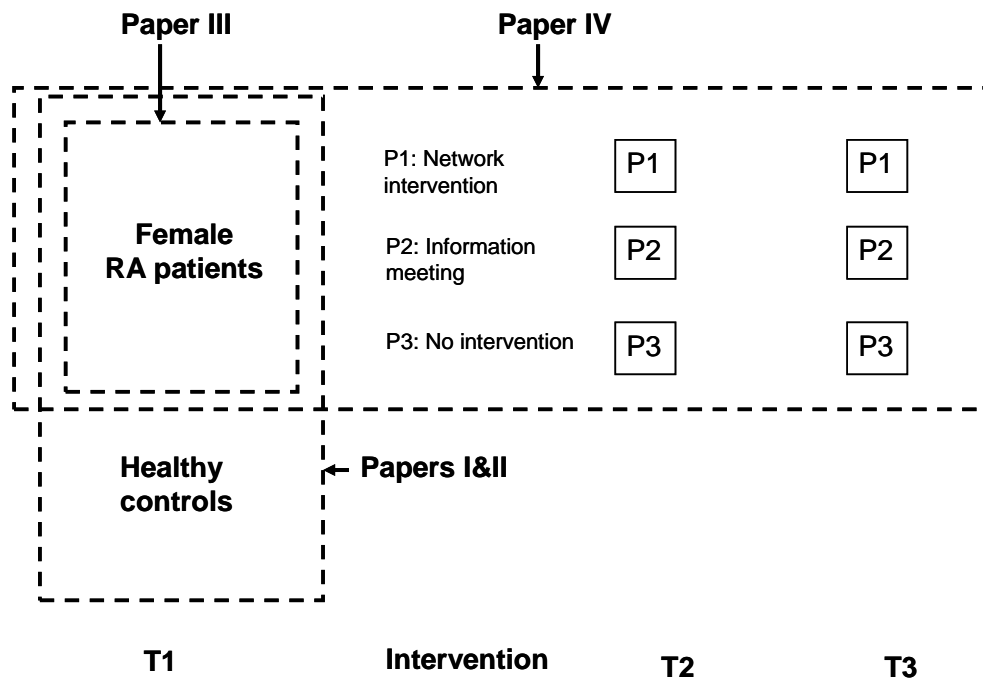 Paper III
Paper IV
P1: Network
intervention
P1
P1
Female
RA patients
P2: Information
meeting
P2
P2
P3: No intervention
P3
P3
Healthy
controls
Papers I&II
T1
Intervention
T2
T3